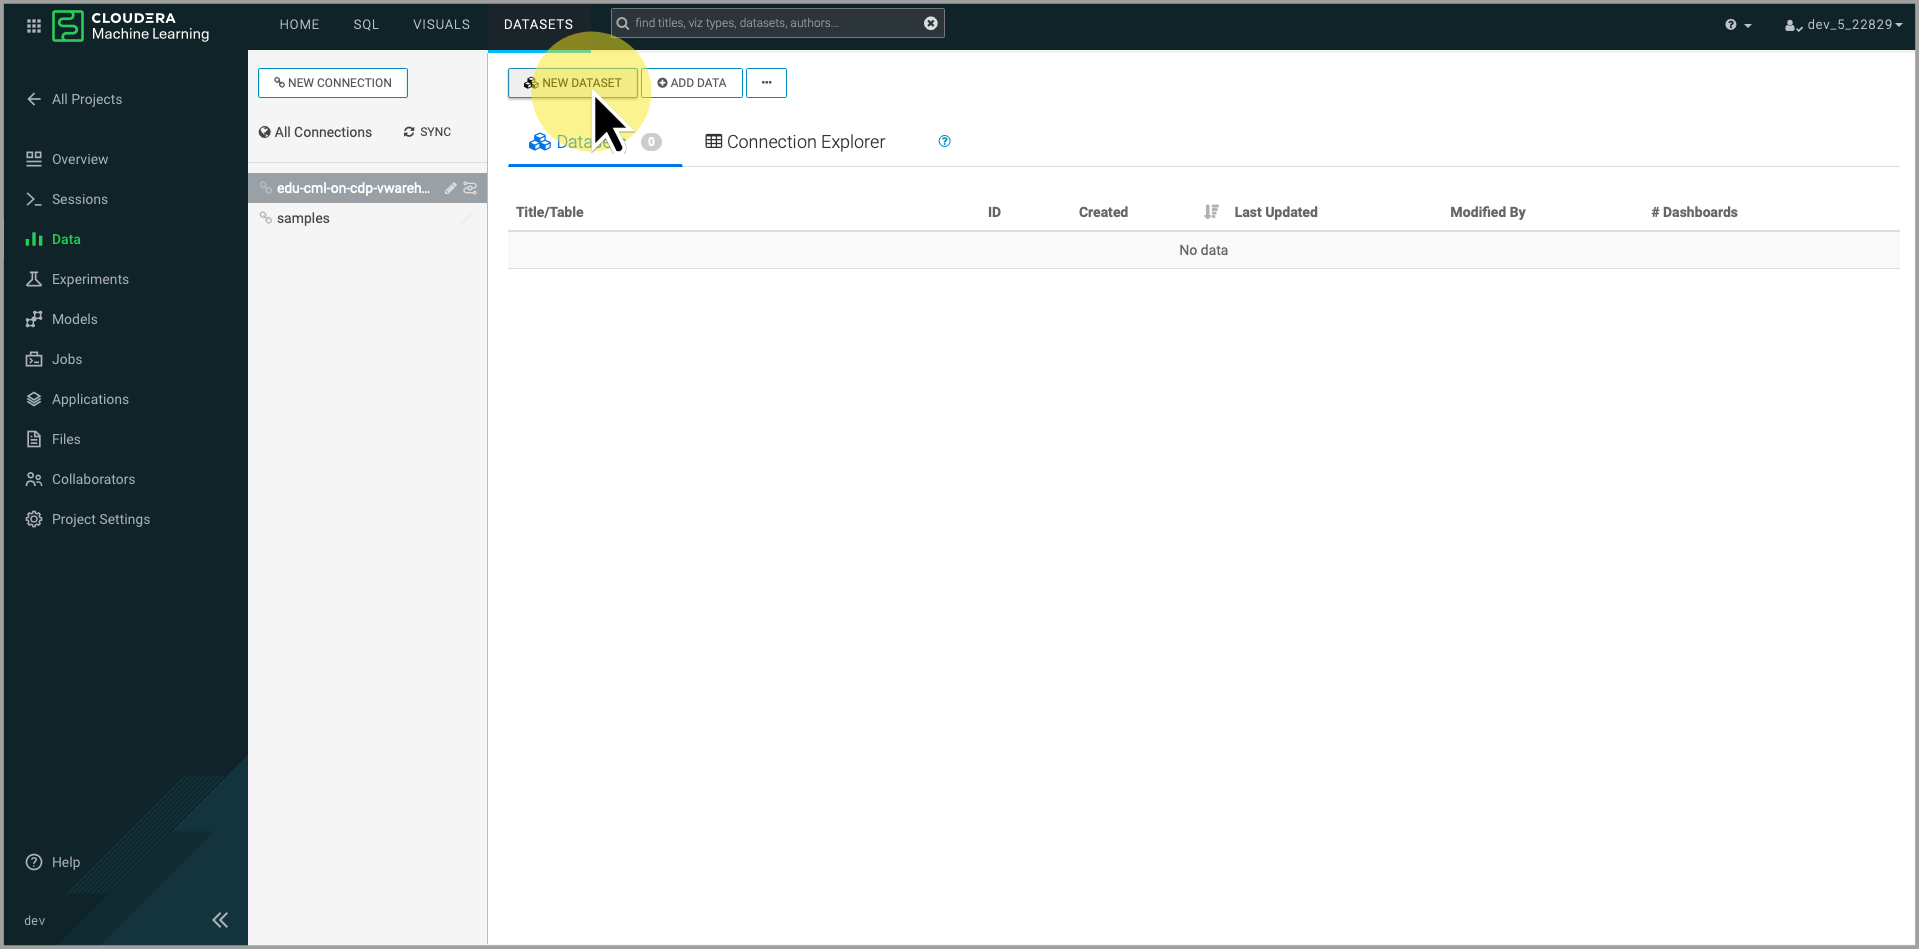 CLOUDERA
Machine Learning
HOME
SQL
VISUALS
DATASETS
find titles, viz types, datasets, authors...
dev_5_22829
All Projects
Overview
Sessions
Data
Experiments
Models
Jobs
Applications
Files
Collaborators
Project Settings
Help
dev
NEW CONNECTION
All Connections
SYNC
edu-cml-on-cdp-vwareh...
samples
NEW DATASET
ADD DATA
...
0
Connection Explorer
Title/Table
ID
Created
Last Updated
Modified By
# Dashboards
No data